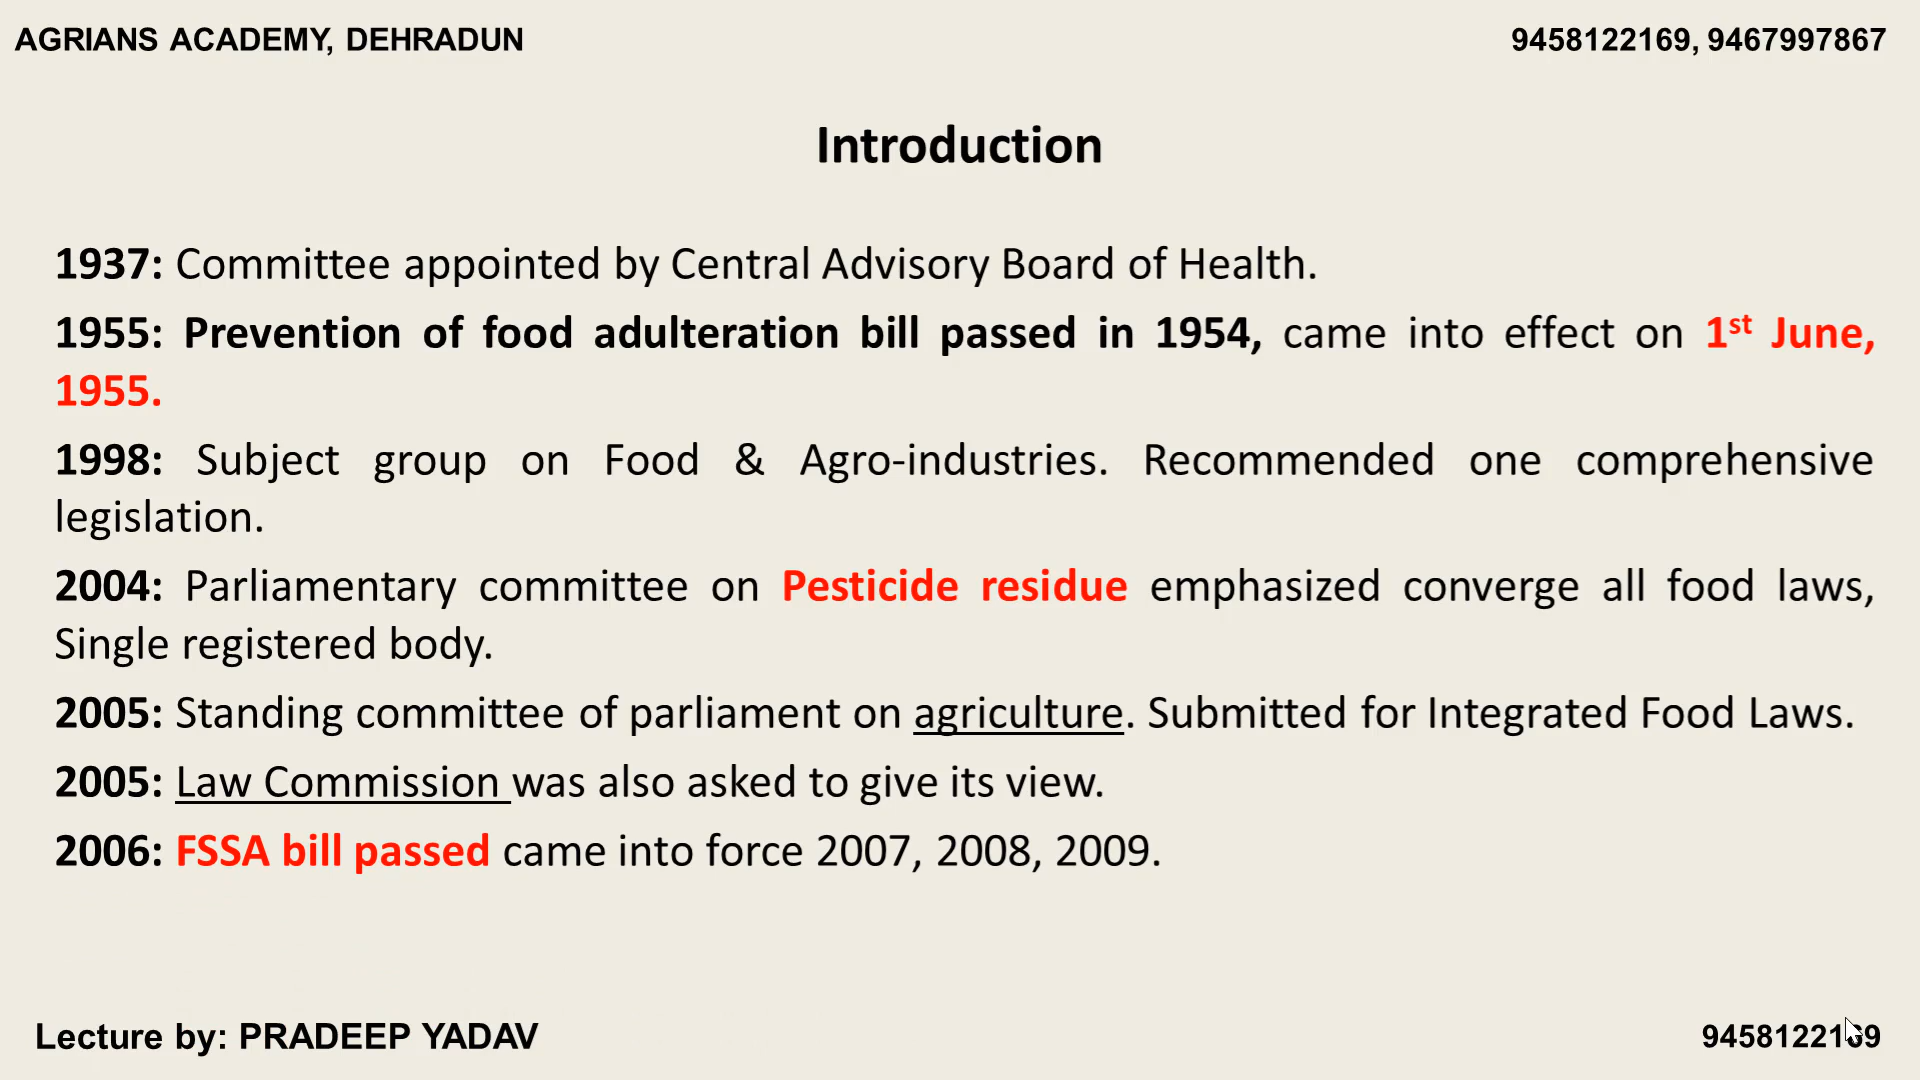 AGRIANS ACADEMY, DEHRADUN
9458122169, 9467997867
Introduction
1937: Committee appointed by Central Advisory Board of Health.
1955: Prevention of food adulteration bill passed in 1954, came into effect on 1st June,
1955.
1998: Subject group on Food & Agro-industries. Recommended one comprehensive
legislation.
2004: Parliamentary committee on Pesticide residue emphasized converge all food laws,
Single registered body.
2005: Standing committee of parliament on agriculture. Submitted for Integrated Food Laws.
2005: Law Commission was also asked to give its view.
2006: FSSA bill passed came into force 2007, 2008, 2009.
Lecture by: PRADEEP YADAV
9458122169